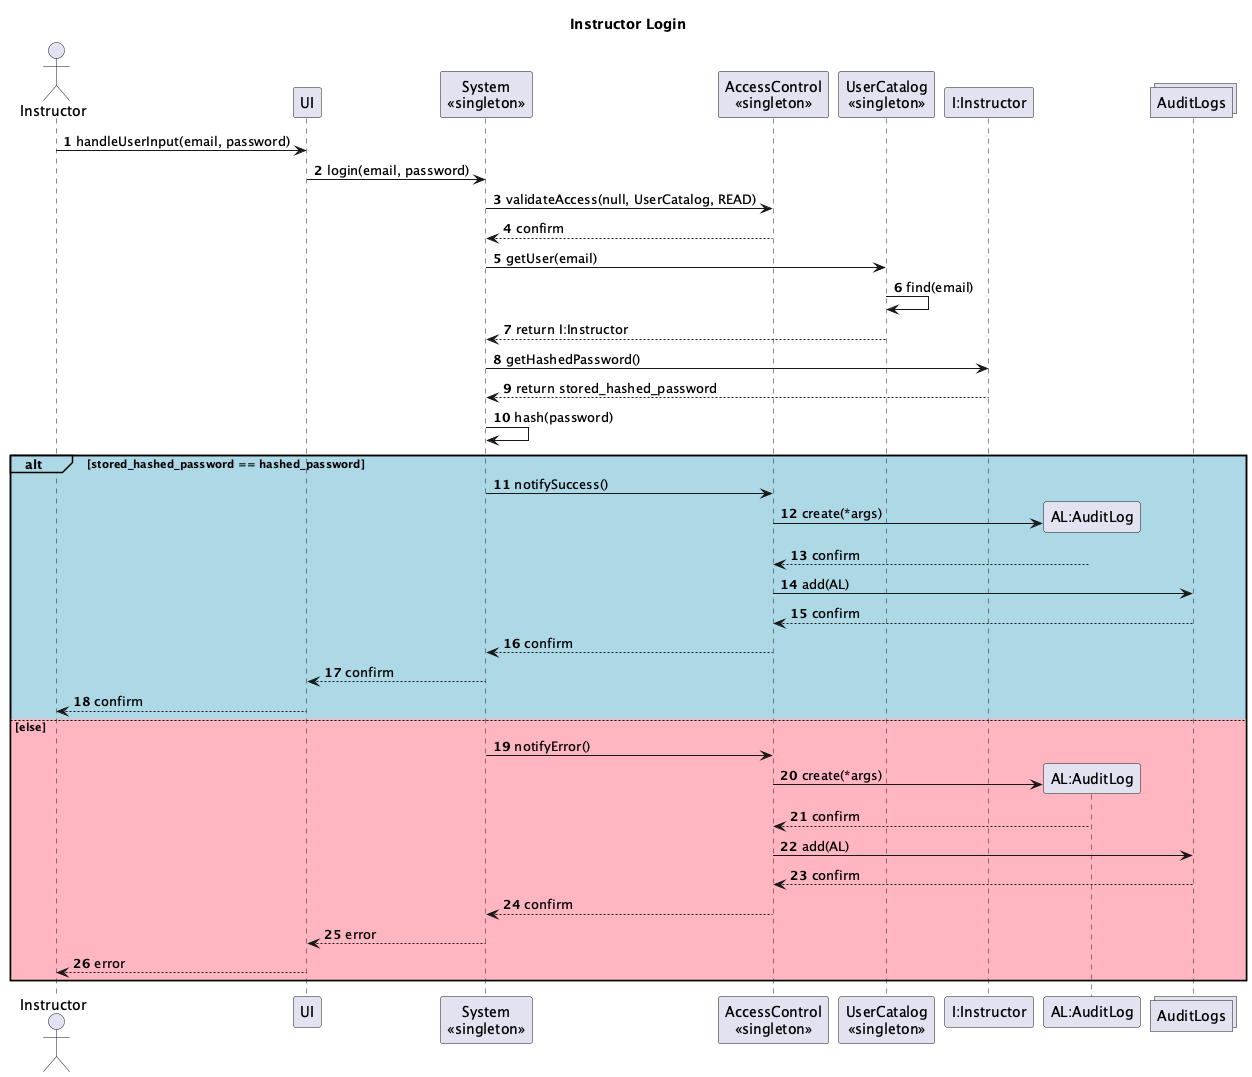 Instructor Login
Instructor
UI
System
«singleton»
AccessControl
«singleton»
UserCatalog
«singleton»
I:Instructor
AuditLogs
1 handleUserInput(email, password)
2 login(email, password)
3 validateAccess(null, UserCatalog, READ)
4 confirm
5 getUser(email)
6 find(email)
7 return I:Instructor
8 getHashedPassword()
9 return stored_hashed_password
10 hash(password)
alt [stored_hashed_password == hashed_password]
11 notifySuccess()
12 create(*args)
AL:AuditLog
13 confirm
14 add(AL)
15 confirm
16 confirm
17 confirm
18 confirm
[else]
19 notifyError()
20 create(*args)
AL:AuditLog
21 confirm
22 add(AL)
23 confirm
24 confirm
25 error
26 error
Instructor
UI
System
«singleton»
AccessControl
«singleton»
UserCatalog
«singleton»
I:Instructor
AL:AuditLog
AuditLogs